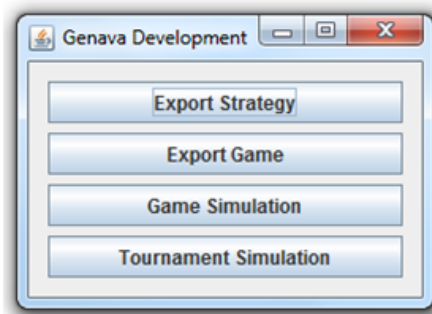 Genava Development
Export Strategy
Export Game
Game Simulation
Tournament Simulation